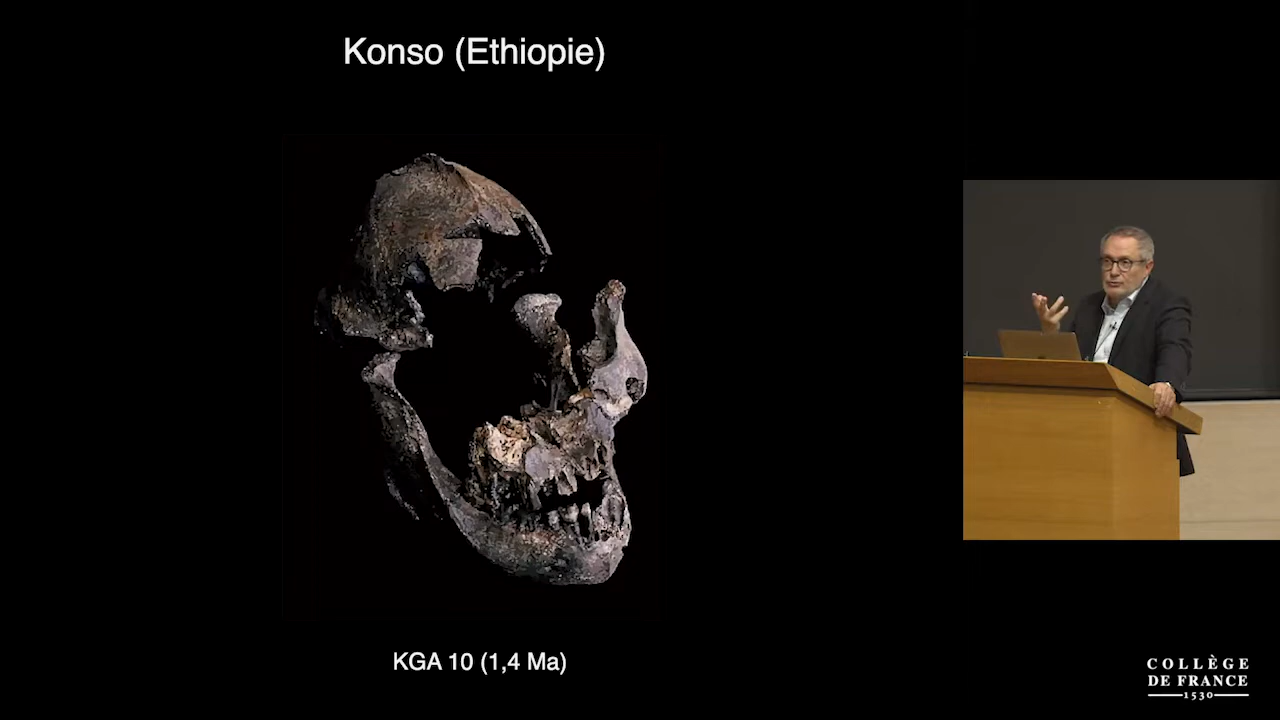 Konso (Ethiopie)
KGA 10 (1,4 Ma)
COLLÈGE
DE FRANCE
1530